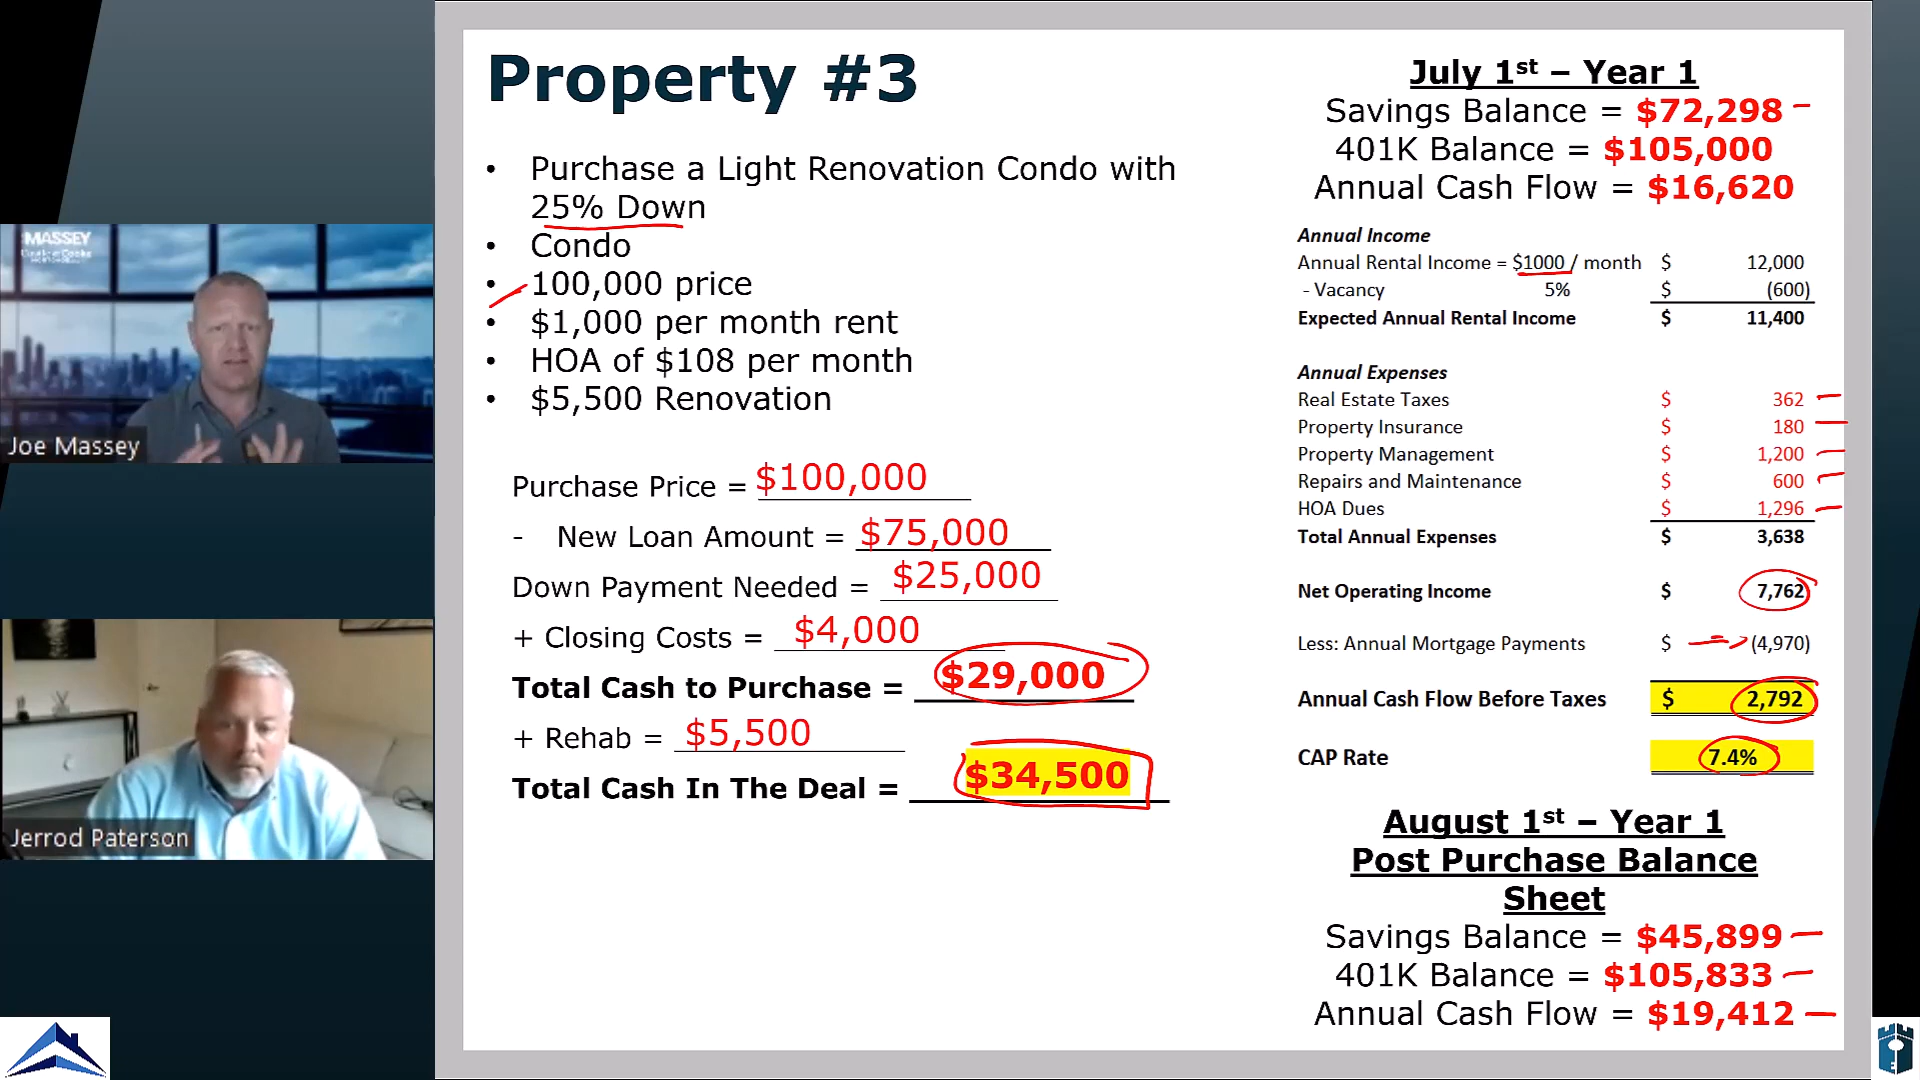 Property #3
• Purchase a Light Renovation Condo with
25% Down
• Condo
• 100,000 price
• $1,000 per month rent
• HOA of $108 per month
• $5,500 Renovation
Purchase Price = $100,000
- New Loan Amount = $75,000
Down Payment Needed = $25,000
+ Closing Costs = $4,000
Total Cash to Purchase = $29,000
+ Rehab = $5,500
Total Cash In The Deal = $34,500
July 1st – Year 1
Savings Balance = $72,298
401K Balance = $105,000
Annual Cash Flow = $16,620
Annual Income
Annual Rental Income = $1000 / month $ 12,000
- Vacancy 5% $ (600)
Expected Annual Rental Income $ 11,400
Annual Expenses
Real Estate Taxes $ 362
Property Insurance $ 180
Property Management $ 1,200
Repairs and Maintenance $ 600
HOA Dues $ 1,296
Total Annual Expenses $ 3,638
Net Operating Income $ 7,762
Less: Annual Mortgage Payments $ (4,970)
Annual Cash Flow Before Taxes $ 2,792
CAP Rate 7.4%
August 1st – Year 1
Post Purchase Balance
Sheet
Savings Balance = $45,899
401K Balance = $105,833
Annual Cash Flow = $19,412
MASSEY
Joe Massey
Jerrod Paterson